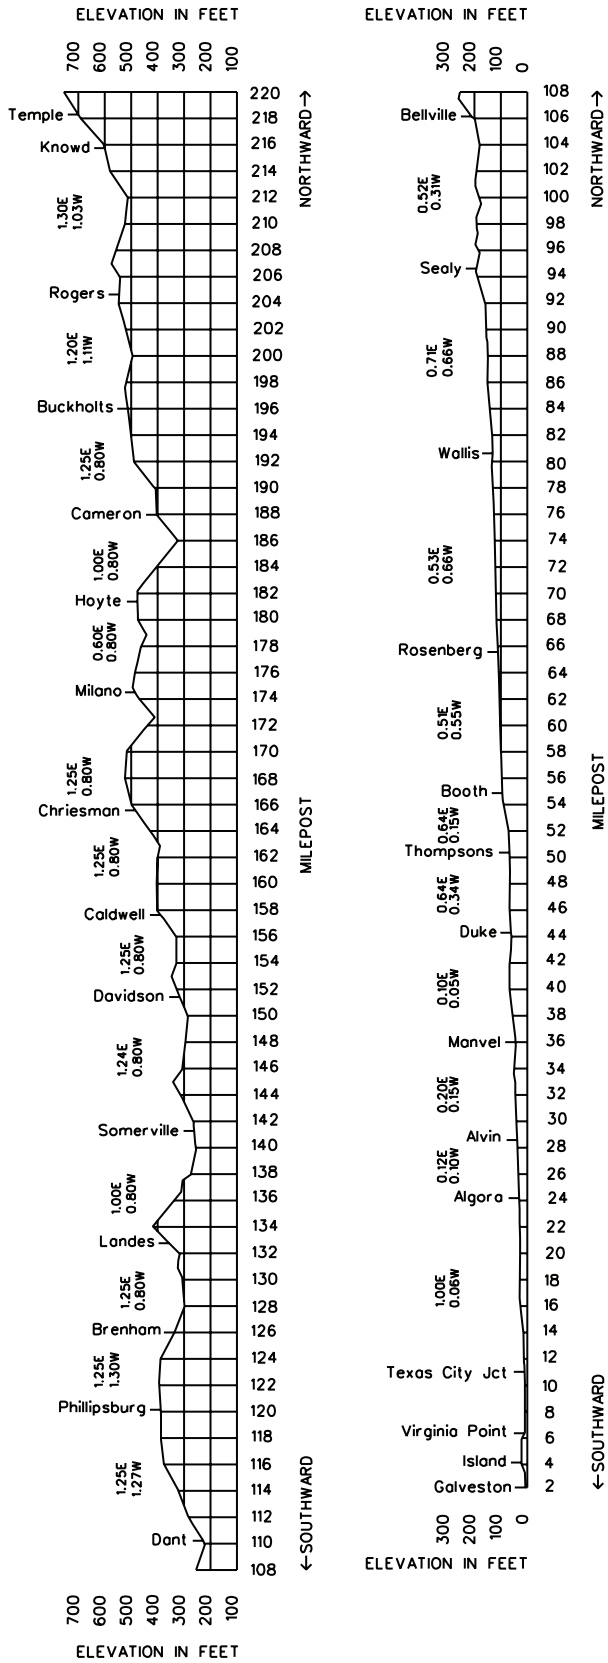 ELEVATION IN FEET
700 600 500 400 300 200 100
220
Temple 218
Knowd 216
214
212
1.30E
1.03W
210
208
206
Rogers
204
202
1.20E
1.11W
200
198
Buckholts 196
194
1.25E
0.80W
192
190
Cameron 188
186
1.00E
0.80W
184
182
Hoyte
180
0.60E
0.80W
178
176
Milano 174
172
170
1.25E
0.80W
168
166
Chriesman
164
1.25E
0.80W
162
160
158
Caldwell
156
1.25E
0.80W
154
152
Davidson
150
148
1.24E
0.80W
146
144
142
Somerville
140
138
1.00E
0.80W
136
134
Landes
132
1.25E
0.80W
130
128
Brenham 126
124
1.25E
1.30W
122
Phillipsburg 120
118
116
1.25E
1.27W
114
112
Dant 110
108
700 600 500 400 300 200 100
ELEVATION IN FEET
NORTHWARD→
MILEPOST
←SOUTHWARD
ELEVATION IN FEET
300 200 100 0
108
Bellville 106
104
102
0.52E
0.31W
100
98
96
Sealy 94
92
90
0.71E
0.66W
88
86
84
82
Wallis
80
78
76
74
0.53E
0.66W
72
70
68
Rosenberg 66
64
62
0.51E
0.55W
60
58
56
Booth
54
0.64E
0.15W
52
Thompsons 50
48
0.64E
0.34W
46
Duke 44
42
0.10E
0.05W
40
38
Manvel 36
34
0.20E
0.15W
32
30
Alvin
28
0.12E
0.10W
26
Algora 24
22
20
1.00E
0.06W
18
16
14
12
Texas City Jct
10
8
Virginia Point
6
Island 4
Galveston 2
300 200 100 0
ELEVATION IN FEET
NORTHWARD→
MILEPOST
←SOUTHWARD